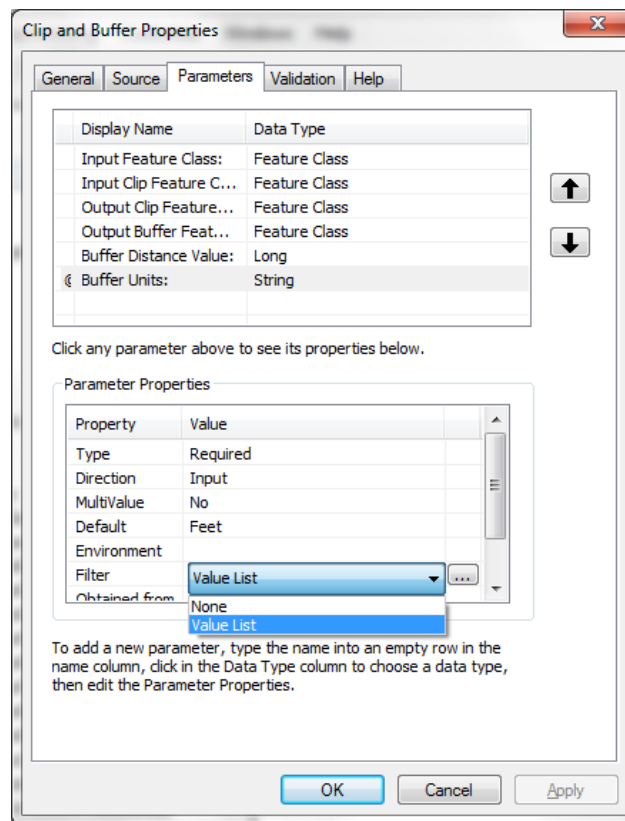 Clip and Buffer Properties
General Source Parameters Validation Help
Display Name Data Type
Input Feature Class: Feature Class
Input Clip Feature C... Feature Class
Output Clip Feature... Feature Class
Output Buffer Feat... Feature Class
Buffer Distance Value: Long
Buffer Units: String
Click any parameter above to see its properties below.
Parameter Properties
Property Value
Type Required
Direction Input
MultiValue No
Default Feet
Environment
Filter Value List ...
Obtained from
None
Value List
To add a new parameter, type the name into an empty row in the
name column, click in the Data Type column to choose a data type,
then edit the Parameter Properties.
OK Cancel Apply